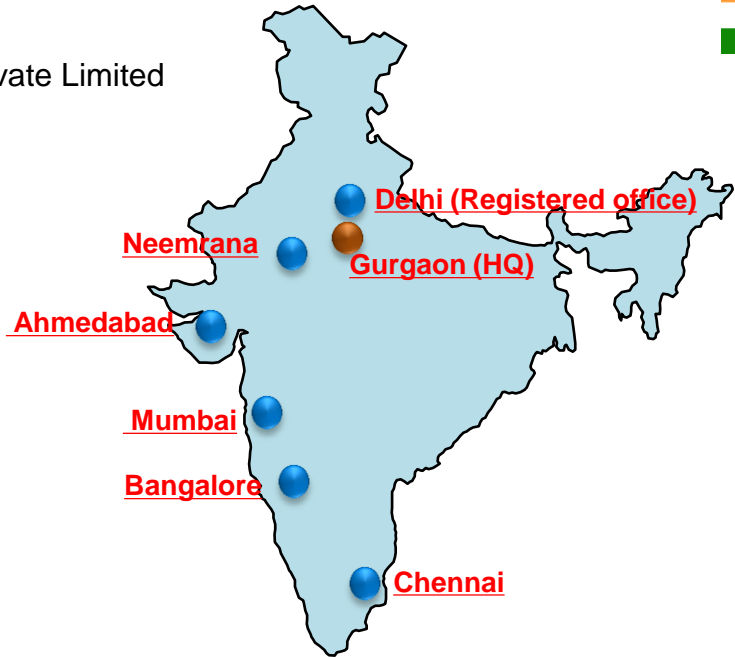 vate Limited
Delhi (Registered office)
Neemrana
Gurgaon (HQ)
Ahmedabad
Mumbai
Bangalore
Chennai